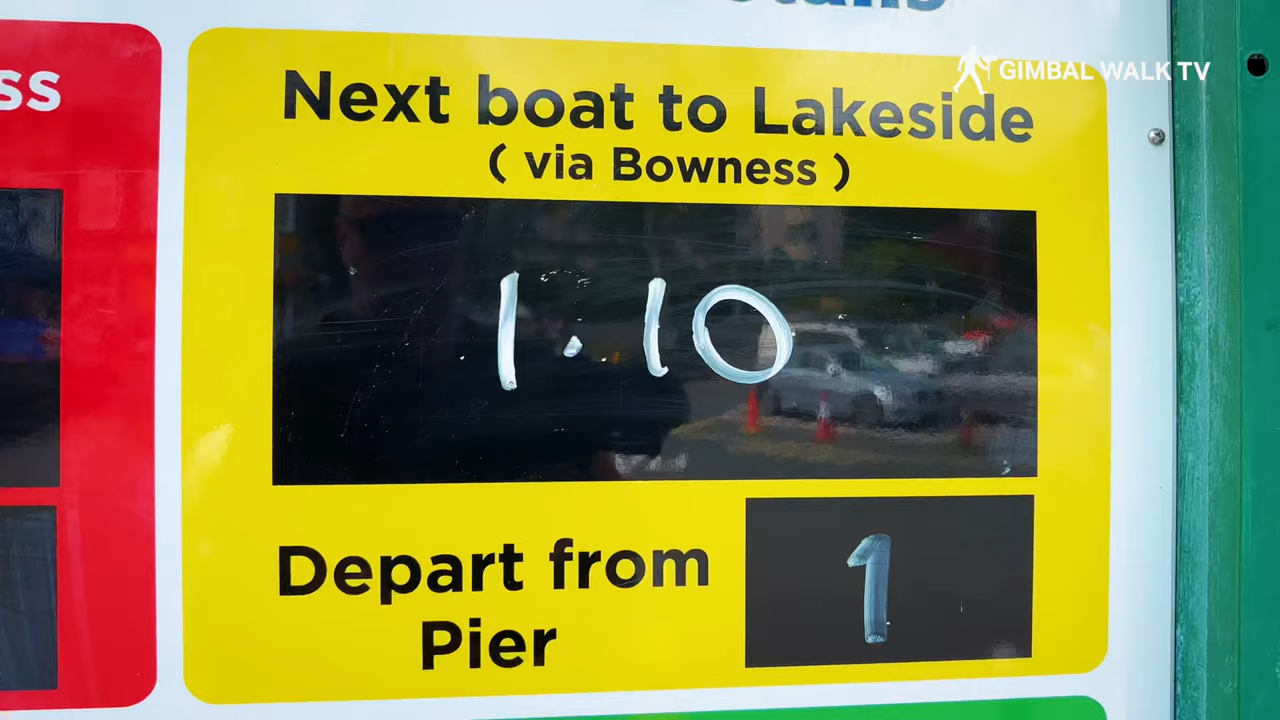 GIMBAL WALK TV
ss
Next boat to Lakeside
( via Bowness )
1.10
Depart from
Pier
1